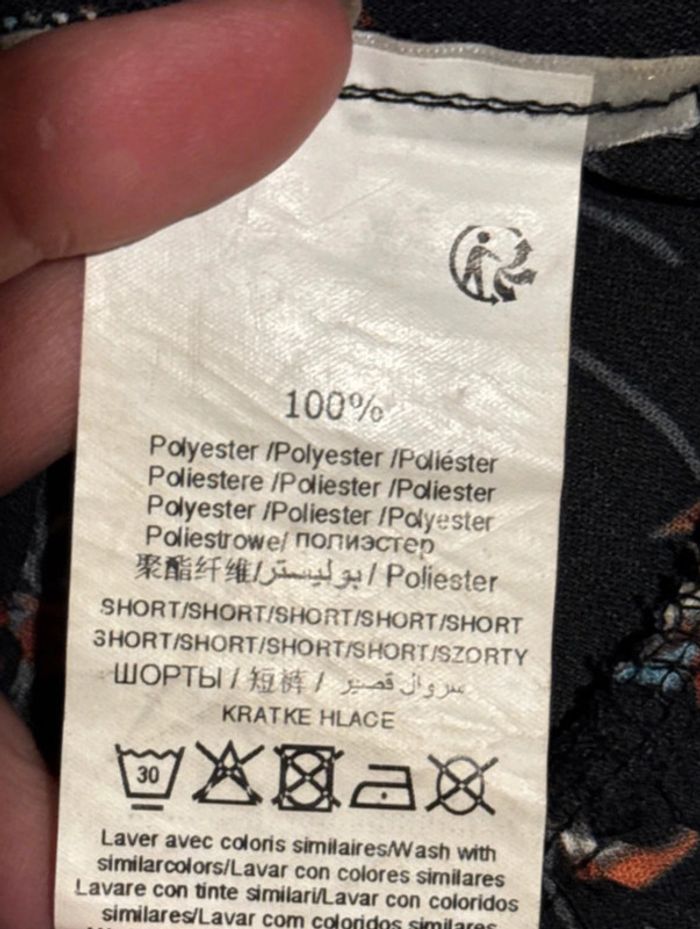 100%
Polyester /Polyester /Poliéster
Poliestere /Poliester /Poliester
Polyester /Poliester /Polyester
Poliestrowe/ полиэстер
聚酯纤维/بوليستر/ Poliester
SHORT/SHORT/SHORT/SHORT/SHORT
SHORT/SHORT/SHORT/SHORT/SZORTY
ШОРТЫ / 短裤 / سروال قصير
KRATKE HLACE
30
Laver avec coloris similaires/Wash with
similarcolors/Lavar con colores similares
Lavare con tinte similari/Lavar con coloridos
similares/Lavar com coloridos similares